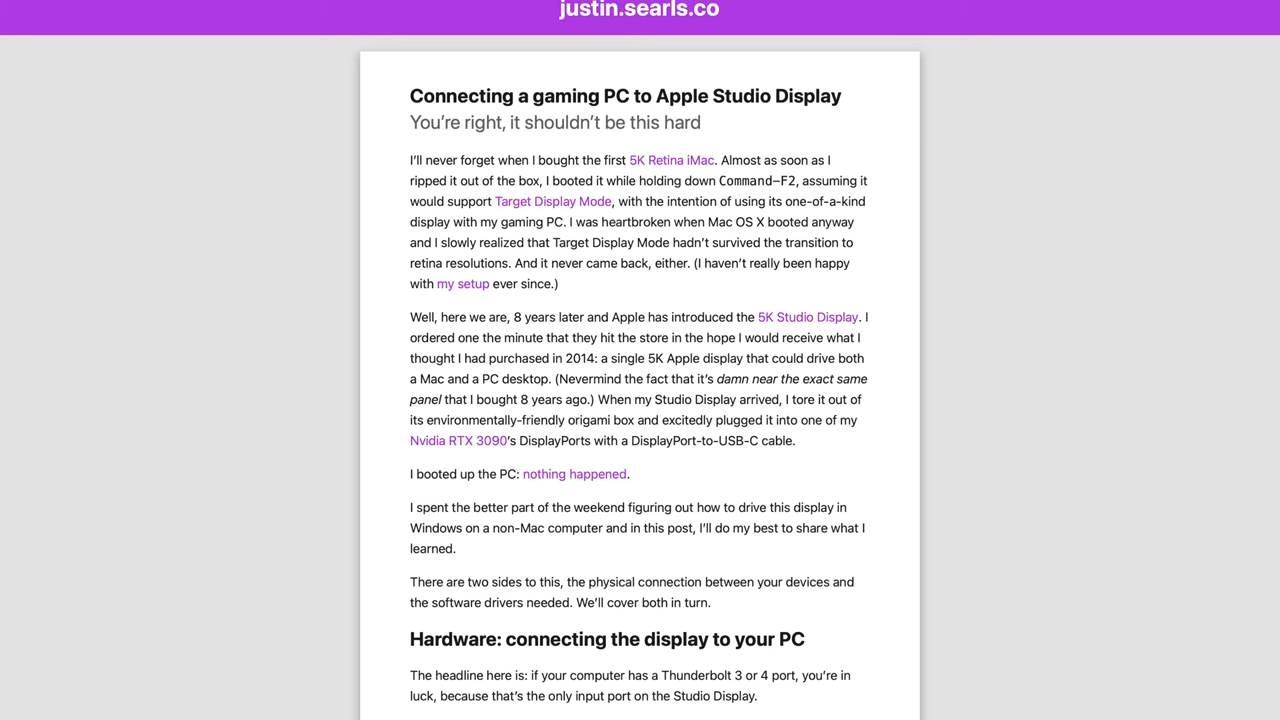 justin.searls.co
Connecting a gaming PC to Apple Studio Display
You're right, it shouldn't be this hard
I'll never forget when I bought the first 5K Retina iMac. Almost as soon as I
ripped it out of the box, I booted it while holding down Command–F2, assuming it
would support Target Display Mode, with the intention of using its one-of-a-kind
display with my gaming PC. I was heartbroken when Mac OS X booted anyway
and I slowly realized that Target Display Mode hadn't survived the transition to
retina resolutions. And it never came back, either. (I haven't really been happy
with my setup ever since.)
Well, here we are, 8 years later and Apple has introduced the 5K Studio Display. I
ordered one the minute that they hit the store in the hope I would receive what I
thought I had purchased in 2014: a single 5K Apple display that could drive both
a Mac and a PC desktop. (Nevermind the fact that it's damn near the exact same
panel that I bought 8 years ago.) When my Studio Display arrived, I tore it out of
its environmentally-friendly origami box and excitedly plugged it into one of my
Nvidia RTX 3090's DisplayPorts with a DisplayPort-to-USB-C cable.
I booted up the PC: nothing happened.
I spent the better part of the weekend figuring out how to drive this display in
Windows on a non-Mac computer and in this post, I'll do my best to share what I
learned.
There are two sides to this, the physical connection between your devices and
the software drivers needed. We'll cover both in turn.
Hardware: connecting the display to your PC
The headline here is: if your computer has a Thunderbolt 3 or 4 port, you're in
luck, because that's the only input port on the Studio Display.